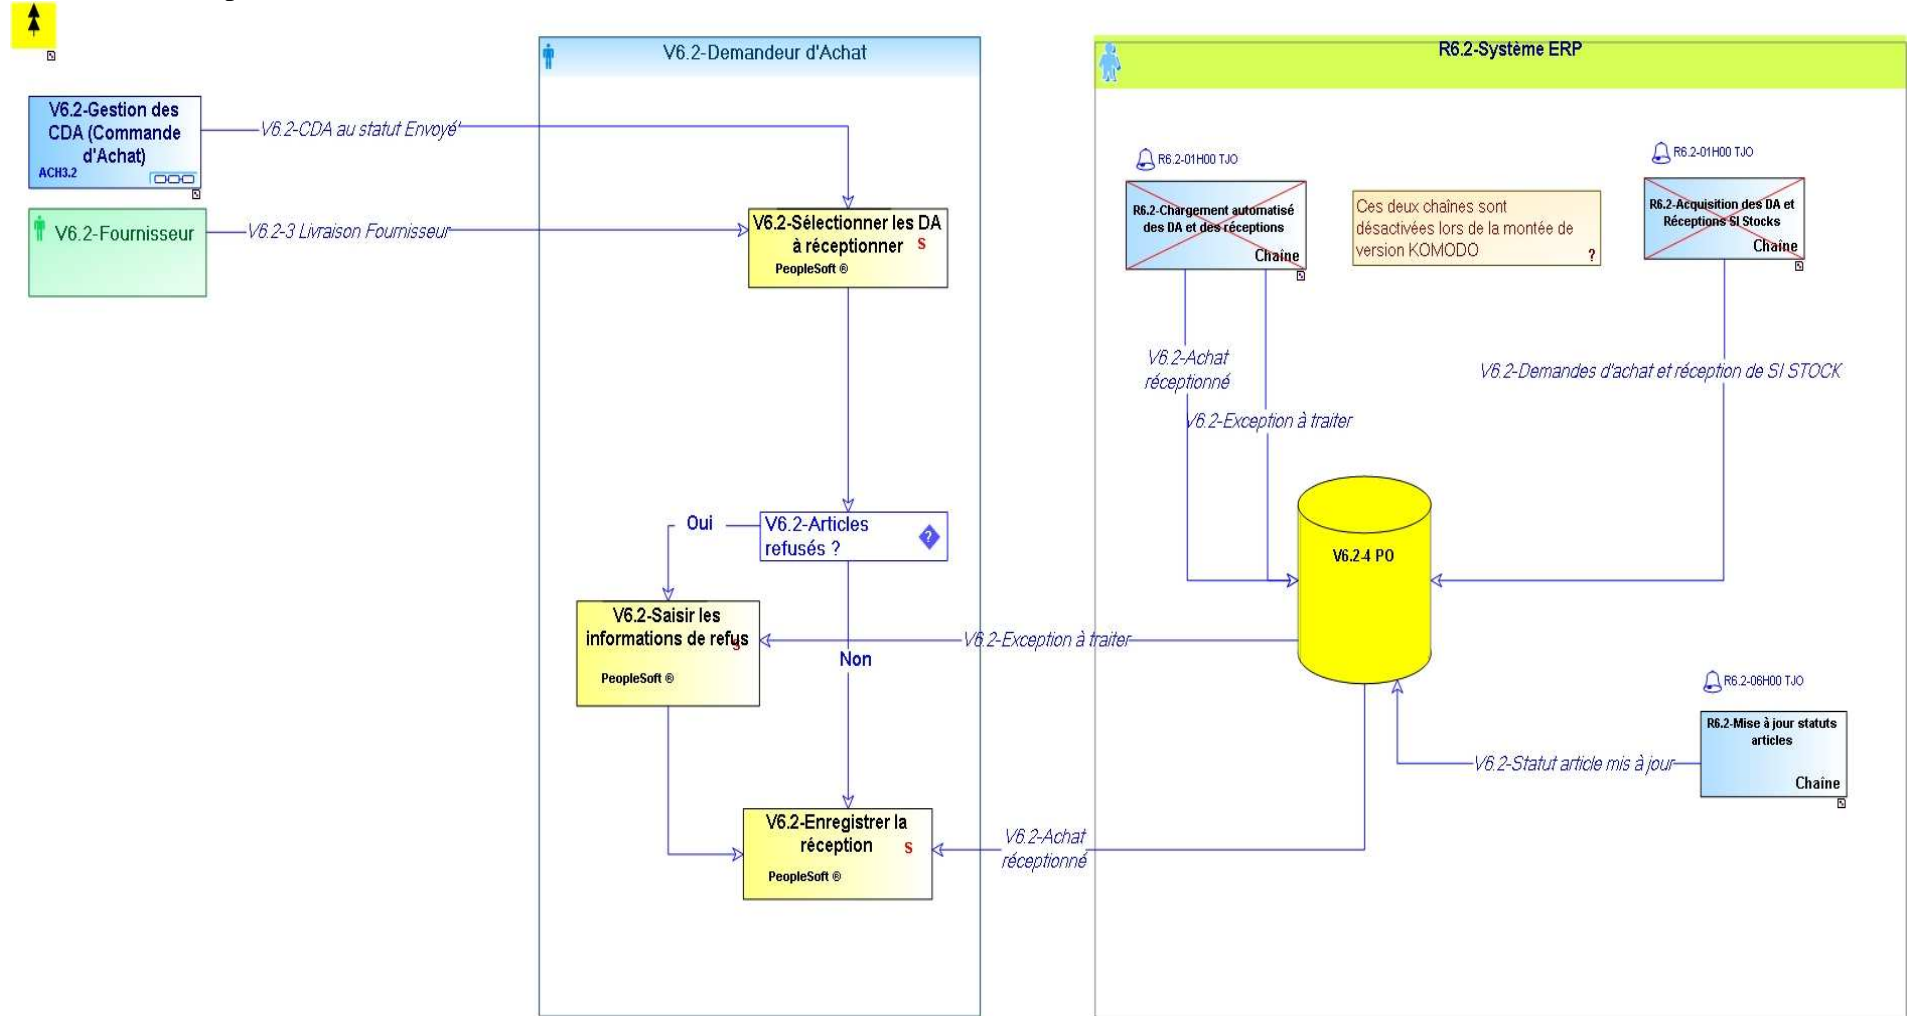 V6.2-Demandeur d'Achat
R6.2-Système ERP
V6.2-Gestion des
CDA (Commande
d'Achat)
ACH3.2
V6.2-CDA au statut Envoyé'
V6.2-Fournisseur
V6.2-3 Livraison Fournisseur
V6.2-Sélectionner les DA
à réceptionner
S
PeopleSoft ®
R6.2-01H00 TJO
R6.2-Chargement automatisé
des DA et des réceptions
Chaîne
Ces deux chaînes sont
désactivées lors de la montée de
version KOMODO
?
R6.2-01H00 TJO
R6.2-Acquisition des DA et
Réceptions SI Stocks
Chaîne
V6.2-Achat
réceptionné
V6.2-Exception à traiter
V6.2-Demandes d'achat et réception de SI STOCK
Oui
V6.2-Articles
refusés ?
?
V6.2-4 PO
V6.2-Saisir les
informations de refus
S
PeopleSoft ®
V6.2-Exception à traiter
Non
R6.2-06H00 TJO
R6.2-Mise à jour statuts
articles
Chaîne
V6.2-Statut article mis à jour
V6.2-Enregistrer la
réception
S
PeopleSoft ®
V6.2-Achat
réceptionné